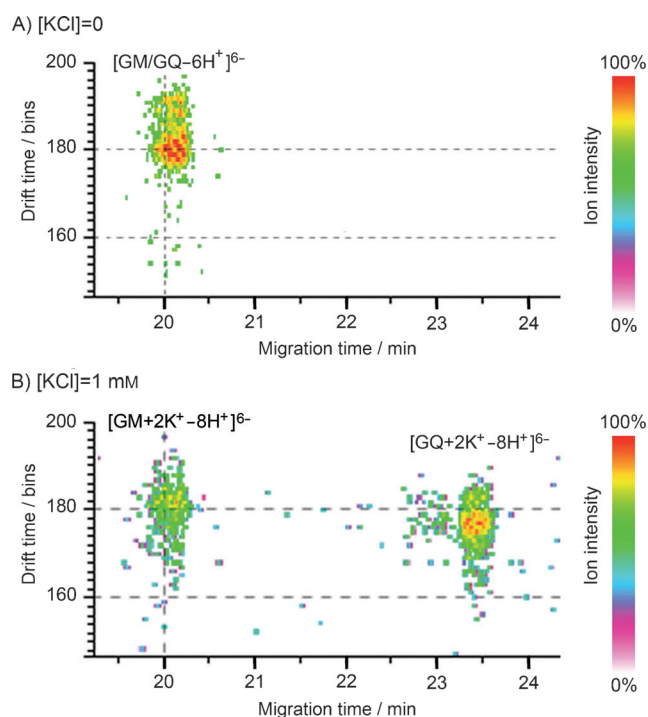 A) [KCl]=0
[GM/GQ–6H⁺]⁶⁻
100%
200
180
160
Drift time / bins
Ion intensity
0%
20 21 22 23 24
Migration time / min
B) [KCl]=1 mM
[GM+2K⁺–8H⁺]⁶⁻
[GQ+2K⁺–8H⁺]⁶⁻
100%
200
180
160
Drift time / bins
Ion intensity
0%
20 21 22 23 24
Migration time / min